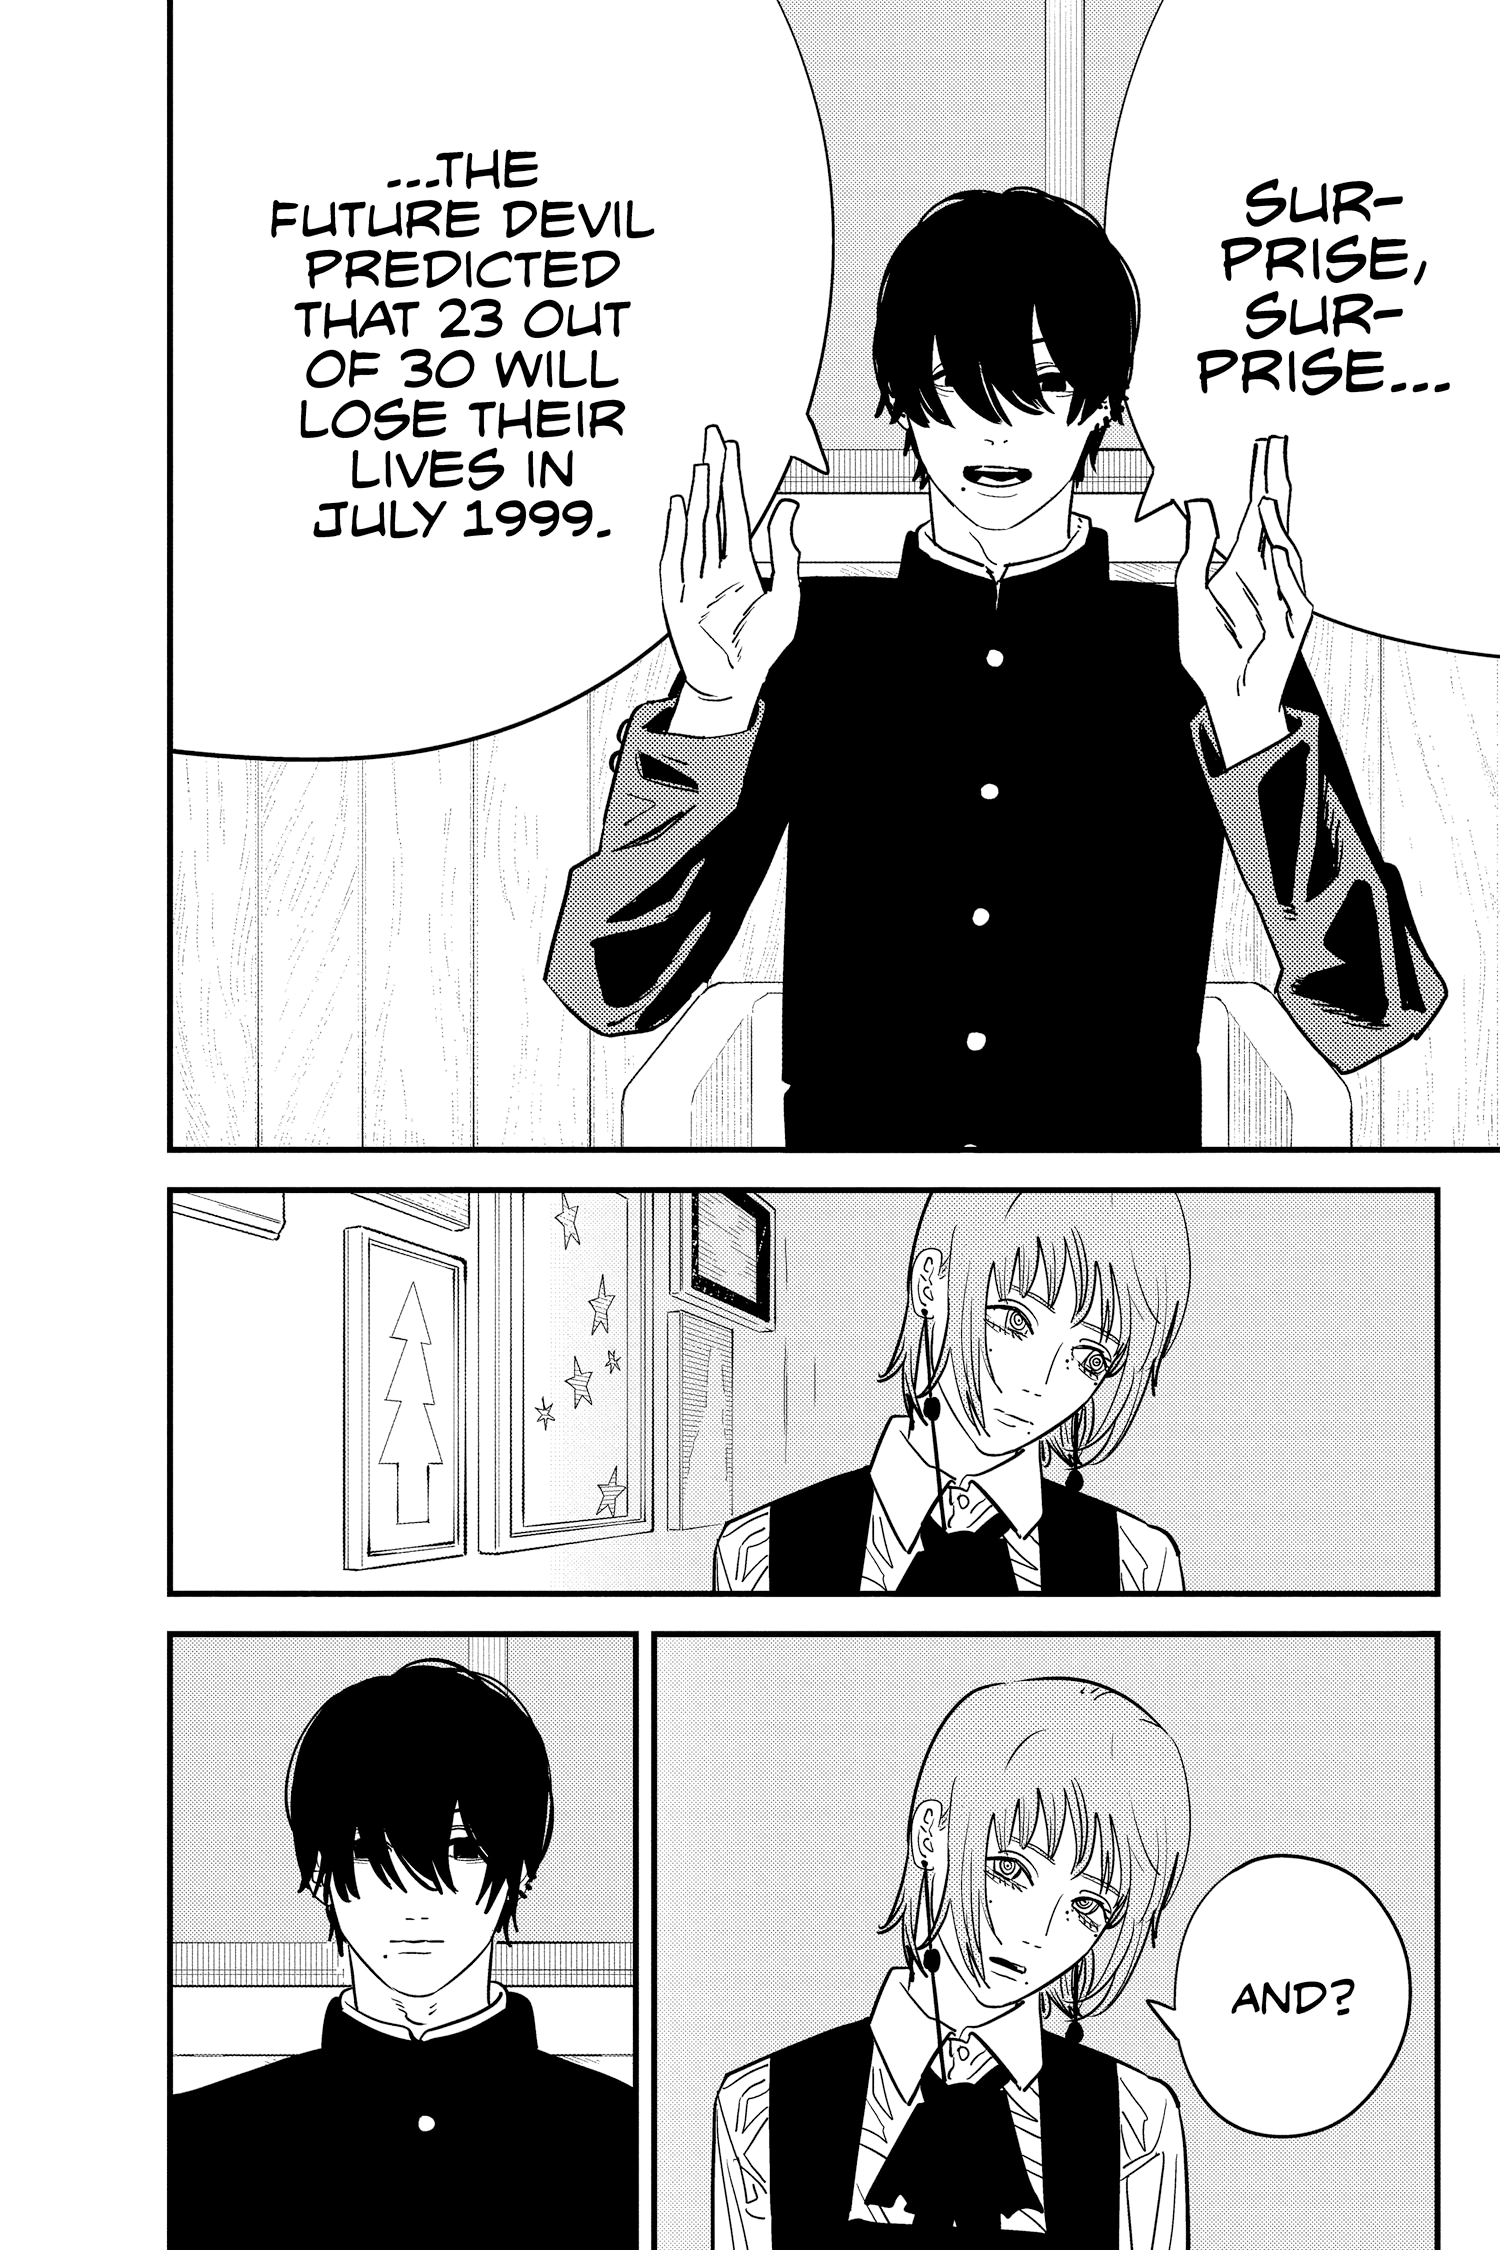 SUR-
PRISE,
SUR-
PRISE...
...THE
FUTURE DEVIL
PREDICTED
THAT 23 OUT
OF 30 WILL
LOSE THEIR
LIVES IN
JULY 1999.
AND?